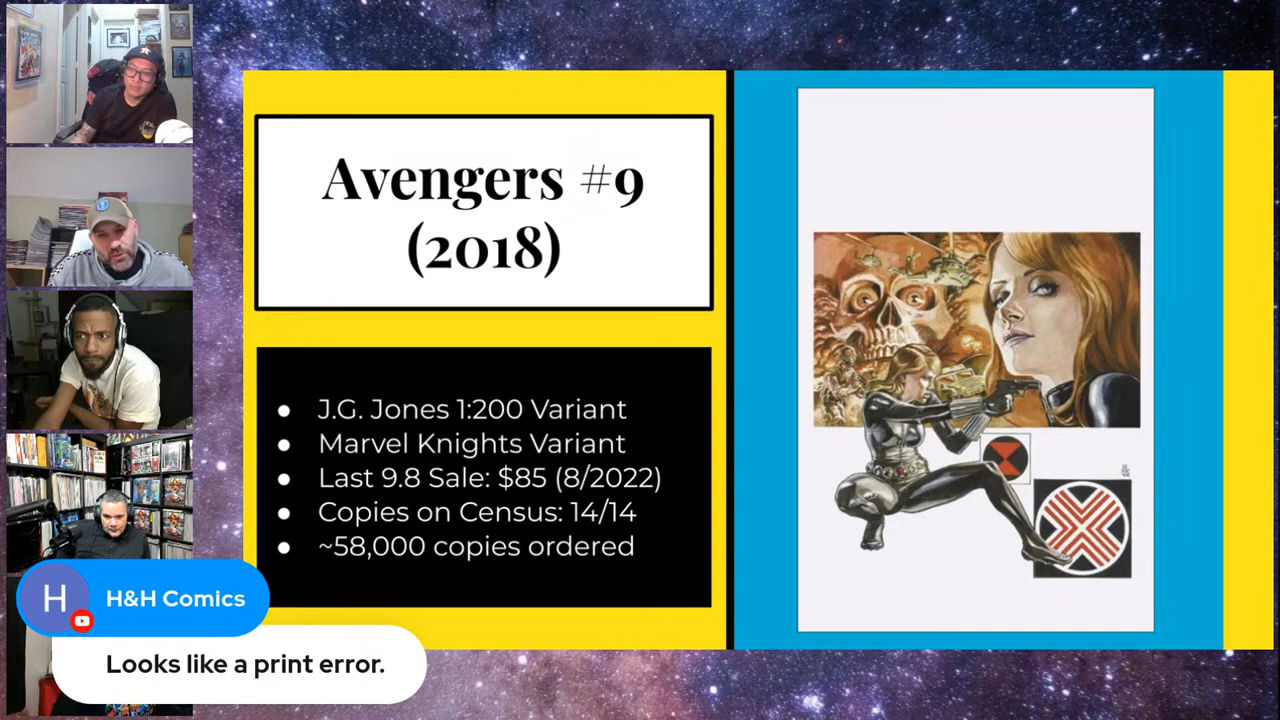 Avengers #9
(2018)
● J.G. Jones 1:200 Variant
● Marvel Knights Variant
● Last 9.8 Sale: $85 (8/2022)
● Copies on Census: 14/14
● ~58,000 copies ordered
H
H&H Comics
Looks like a print error.